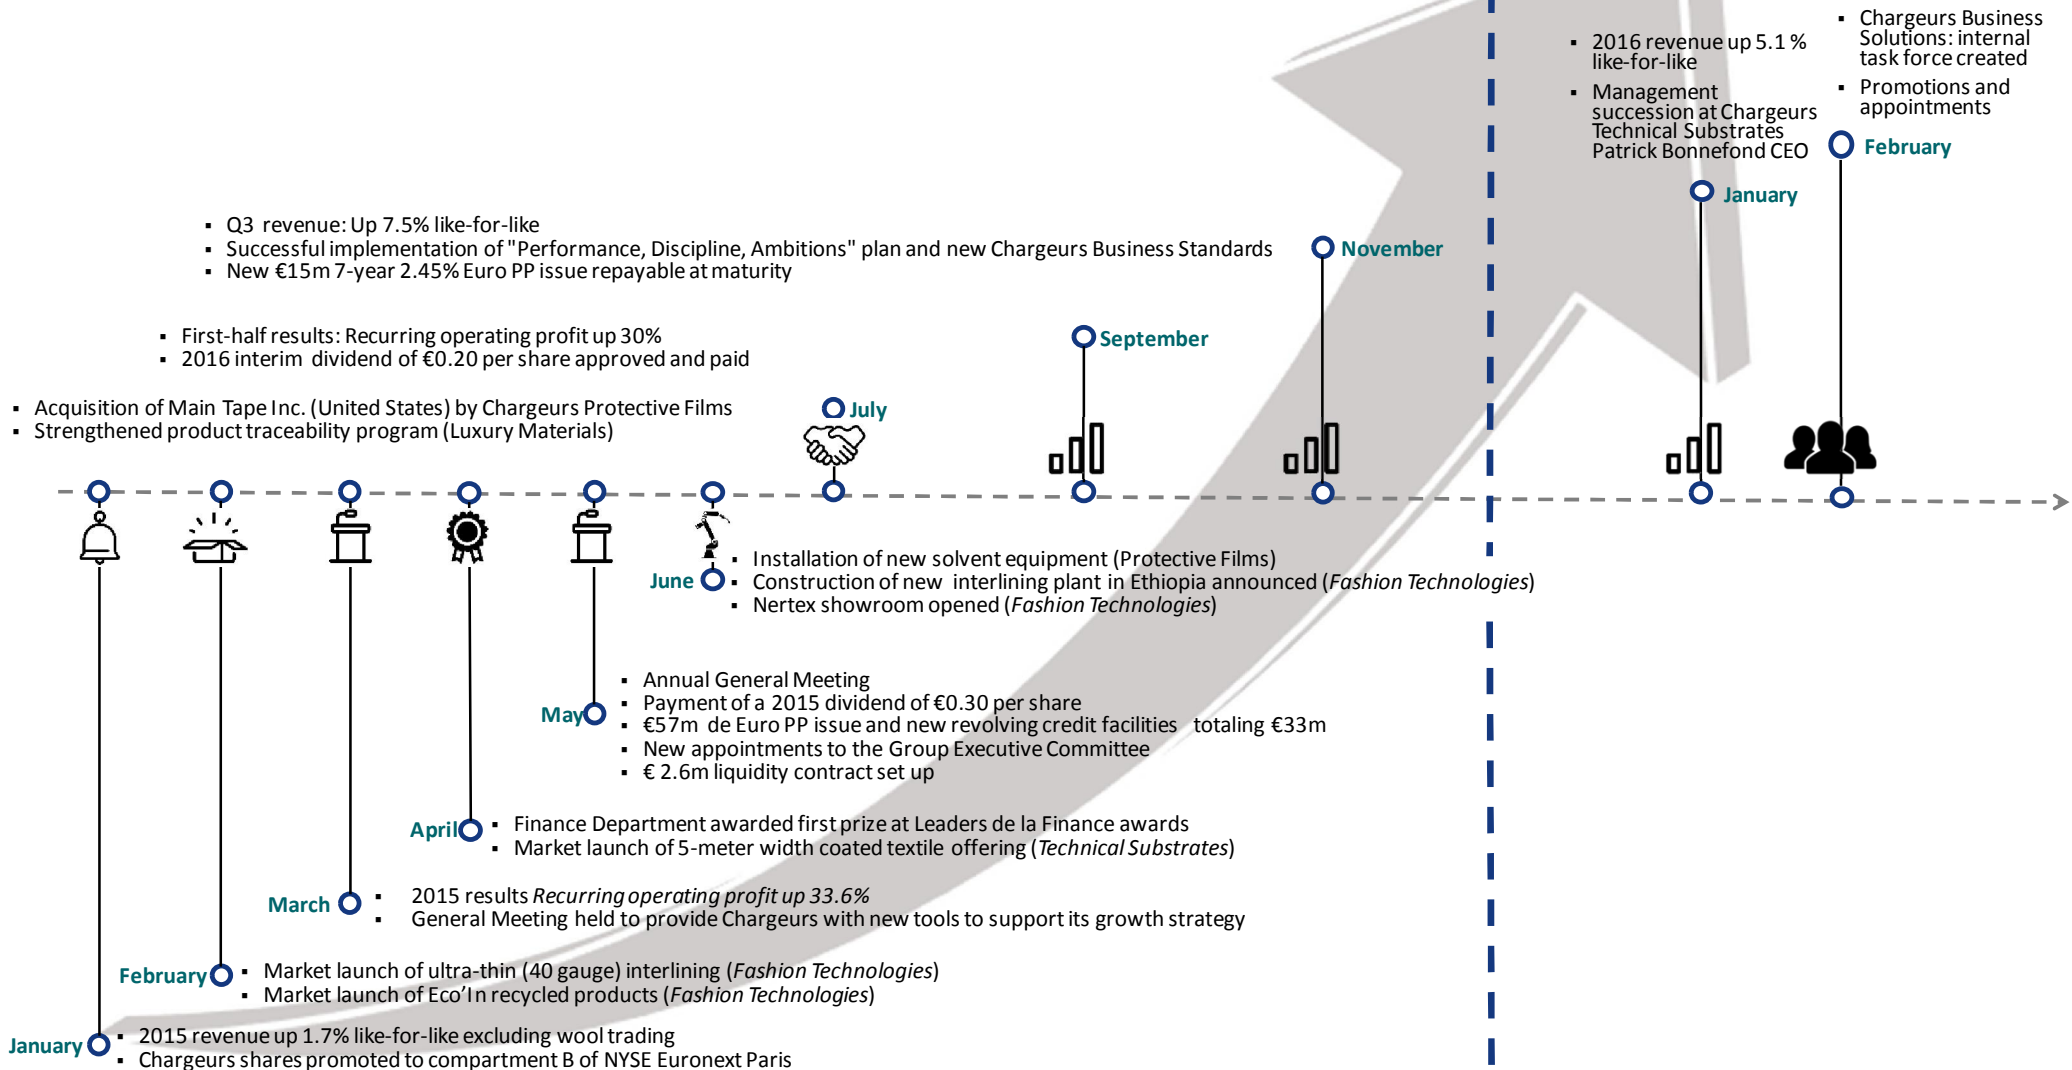 ▪ Chargeurs Business
Solutions: internal
task force created
▪ Promotions and
appointments
February
▪ 2016 revenue up 5.1 %
like-for-like
▪ Management
succession at Chargeurs
Technical Substrates
Patrick Bonnefond CEO
January
▪ Q3 revenue: Up 7.5% like-for-like
▪ Successful implementation of "Performance, Discipline, Ambitions" plan and new Chargeurs Business Standards
▪ New €15m 7-year 2.45% Euro PP issue repayable at maturity
November
▪ First-half results: Recurring operating profit up 30%
▪ 2016 interim dividend of €0.20 per share approved and paid
September
▪ Acquisition of Main Tape Inc. (United States) by Chargeurs Protective Films
▪ Strengthened product traceability program (Luxury Materials)
July
June
▪ Installation of new solvent equipment (Protective Films)
▪ Construction of new interlining plant in Ethiopia announced (Fashion Technologies)
▪ Nertex showroom opened (Fashion Technologies)
May
▪ Annual General Meeting
▪ Payment of a 2015 dividend of €0.30 per share
▪ €57m de Euro PP issue and new revolving credit facilities totaling €33m
▪ New appointments to the Group Executive Committee
▪ € 2.6m liquidity contract set up
April
▪ Finance Department awarded first prize at Leaders de la Finance awards
▪ Market launch of 5-meter width coated textile offering (Technical Substrates)
March
▪ 2015 results Recurring operating profit up 33.6%
▪ General Meeting held to provide Chargeurs with new tools to support its growth strategy
February
▪ Market launch of ultra-thin (40 gauge) interlining (Fashion Technologies)
▪ Market launch of Eco’In recycled products (Fashion Technologies)
January
▪ 2015 revenue up 1.7% like-for-like excluding wool trading
▪ Chargeurs shares promoted to compartment B of NYSE Euronext Paris